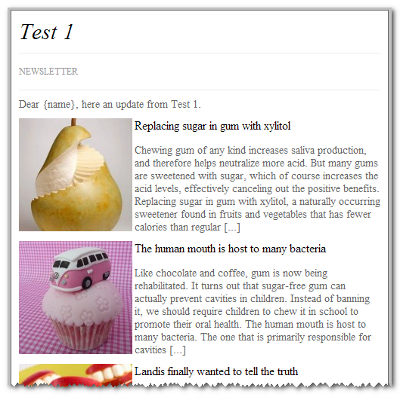 Test 1
NEWSLETTER
Dear {name}, here an update from Test 1.
Replacing sugar in gum with xylitol
Chewing gum of any kind increases saliva production,
and therefore helps neutralize more acid. But many gums
are sweetened with sugar, which of course increases the
acid levels, effectively canceling out the positive benefits.
Replacing sugar in gum with xylitol, a naturally occurring
sweetener found in fruits and vegetables that has fewer
calories than regular [...]
The human mouth is host to many bacteria
Like chocolate and coffee, gum is now being
rehabilitated. It turns out that sugar-free gum can
actually prevent cavities in children. Instead of banning
it, we should require children to chew it in school to
promote their oral health. The human mouth is host to
many bacteria. The one that is primarily responsible for
cavities [...]
Landis finally wanted to tell the truth